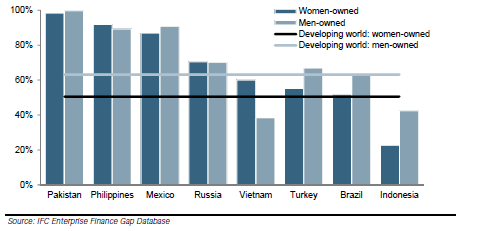 100%
80%
60%
40%
20%
0%
Women-owned
Men-owned
Developing world: women-owned
Developing world: men-owned
Pakistan Philippines Mexico Russia Vietnam Turkey Brazil Indonesia
Source: IFC Enterprise Finance Gap Database